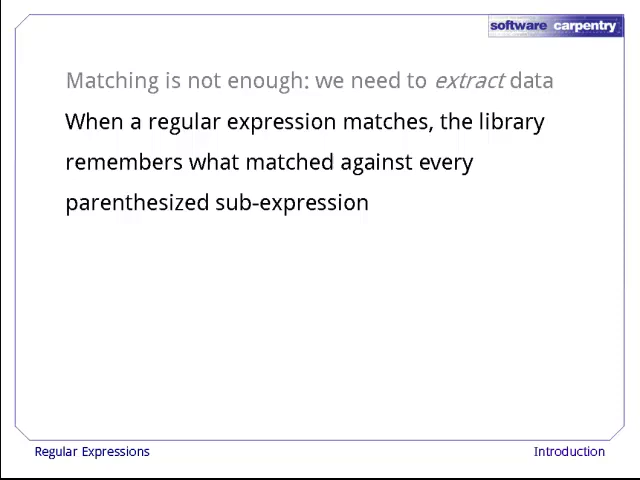 software carpentry
Matching is not enough: we need to extract data
When a regular expression matches, the library
remembers what matched against every
parenthesized sub-expression
Regular Expressions
Introduction